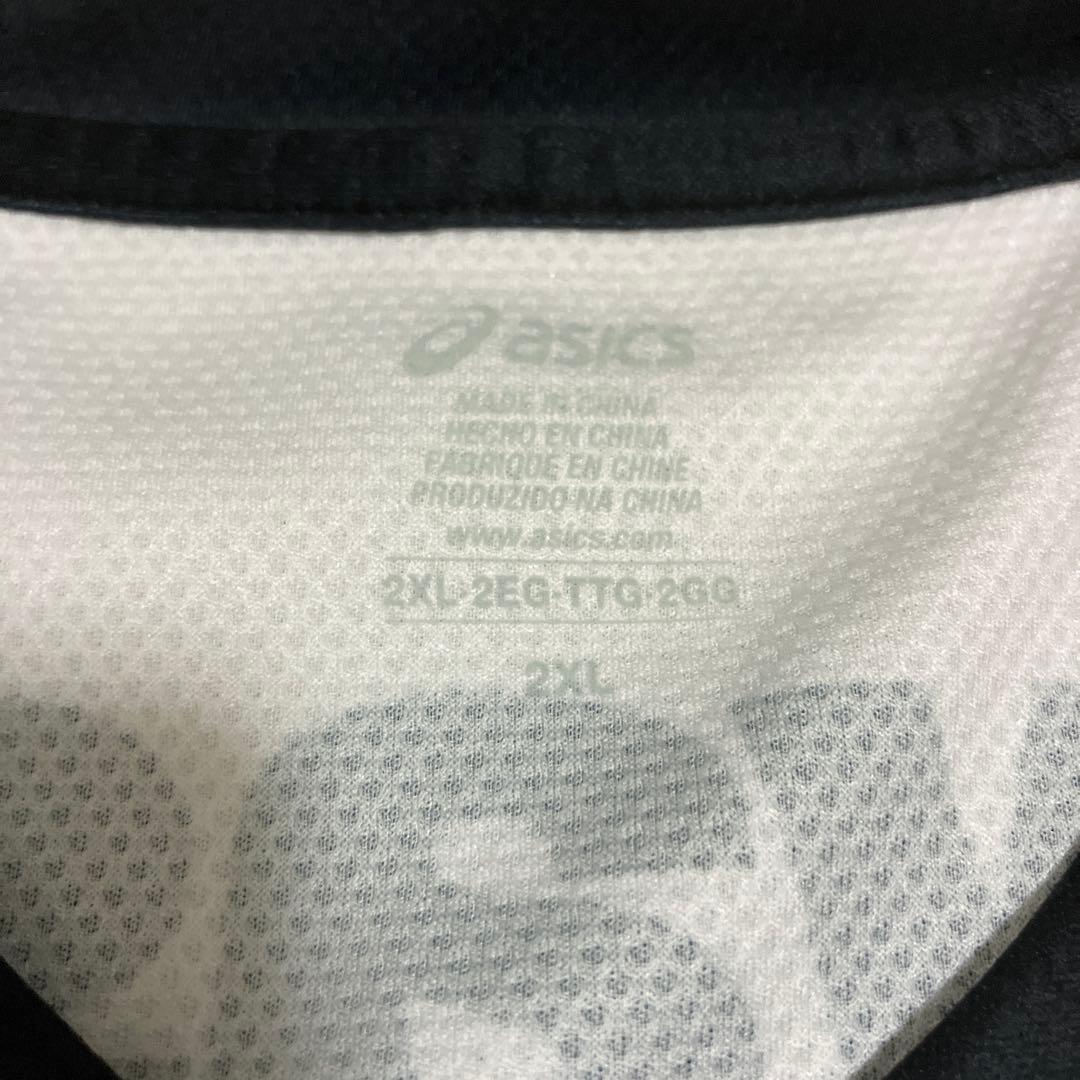 asics
MADE IN CHINA
HECHO EN CHINA
FABRIQUE EN CHINE
PRODUZIDO NA CHINA
www.asics.com
2XL·2EG·TTG·2GG
2XL